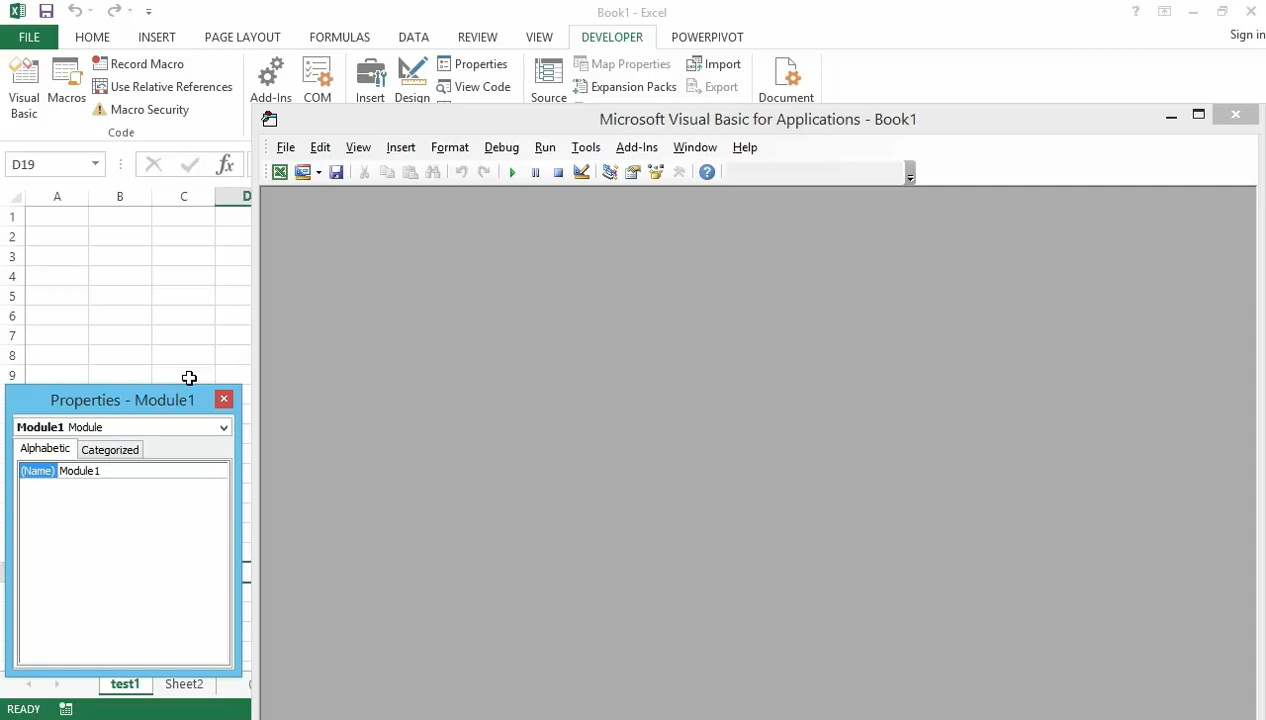 Book1 - Excel
?
FILE HOME INSERT PAGE LAYOUT FORMULAS DATA REVIEW VIEW DEVELOPER POWERPIVOT Sign in
Visual Basic
Macros
Record Macro
Use Relative References
Macro Security
Code
Add-Ins
COM
Insert
Design
Properties
View Code
Source
Map Properties
Expansion Packs
Import
Export
Document
D19
fx
A B C D
1
2
3
4
5
6
7
8
9
Microsoft Visual Basic for Applications - Book1
File Edit View Insert Format Debug Run Tools Add-Ins Window Help
Properties - Module1
Module1 Module
Alphabetic Categorized
(Name) Module1
test1 Sheet2
READY